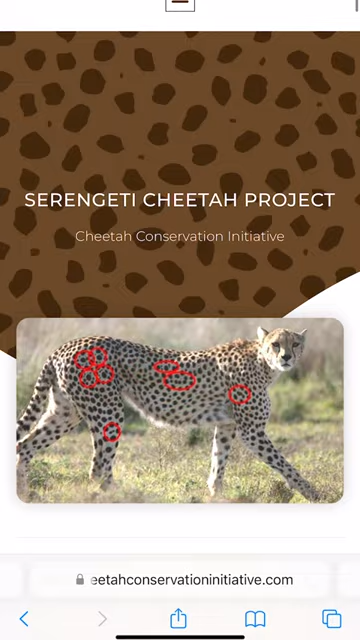 SERENGETI CHEETAH PROJECT
Cheetah Conservation Initiative
eetahconservationinitiative.com